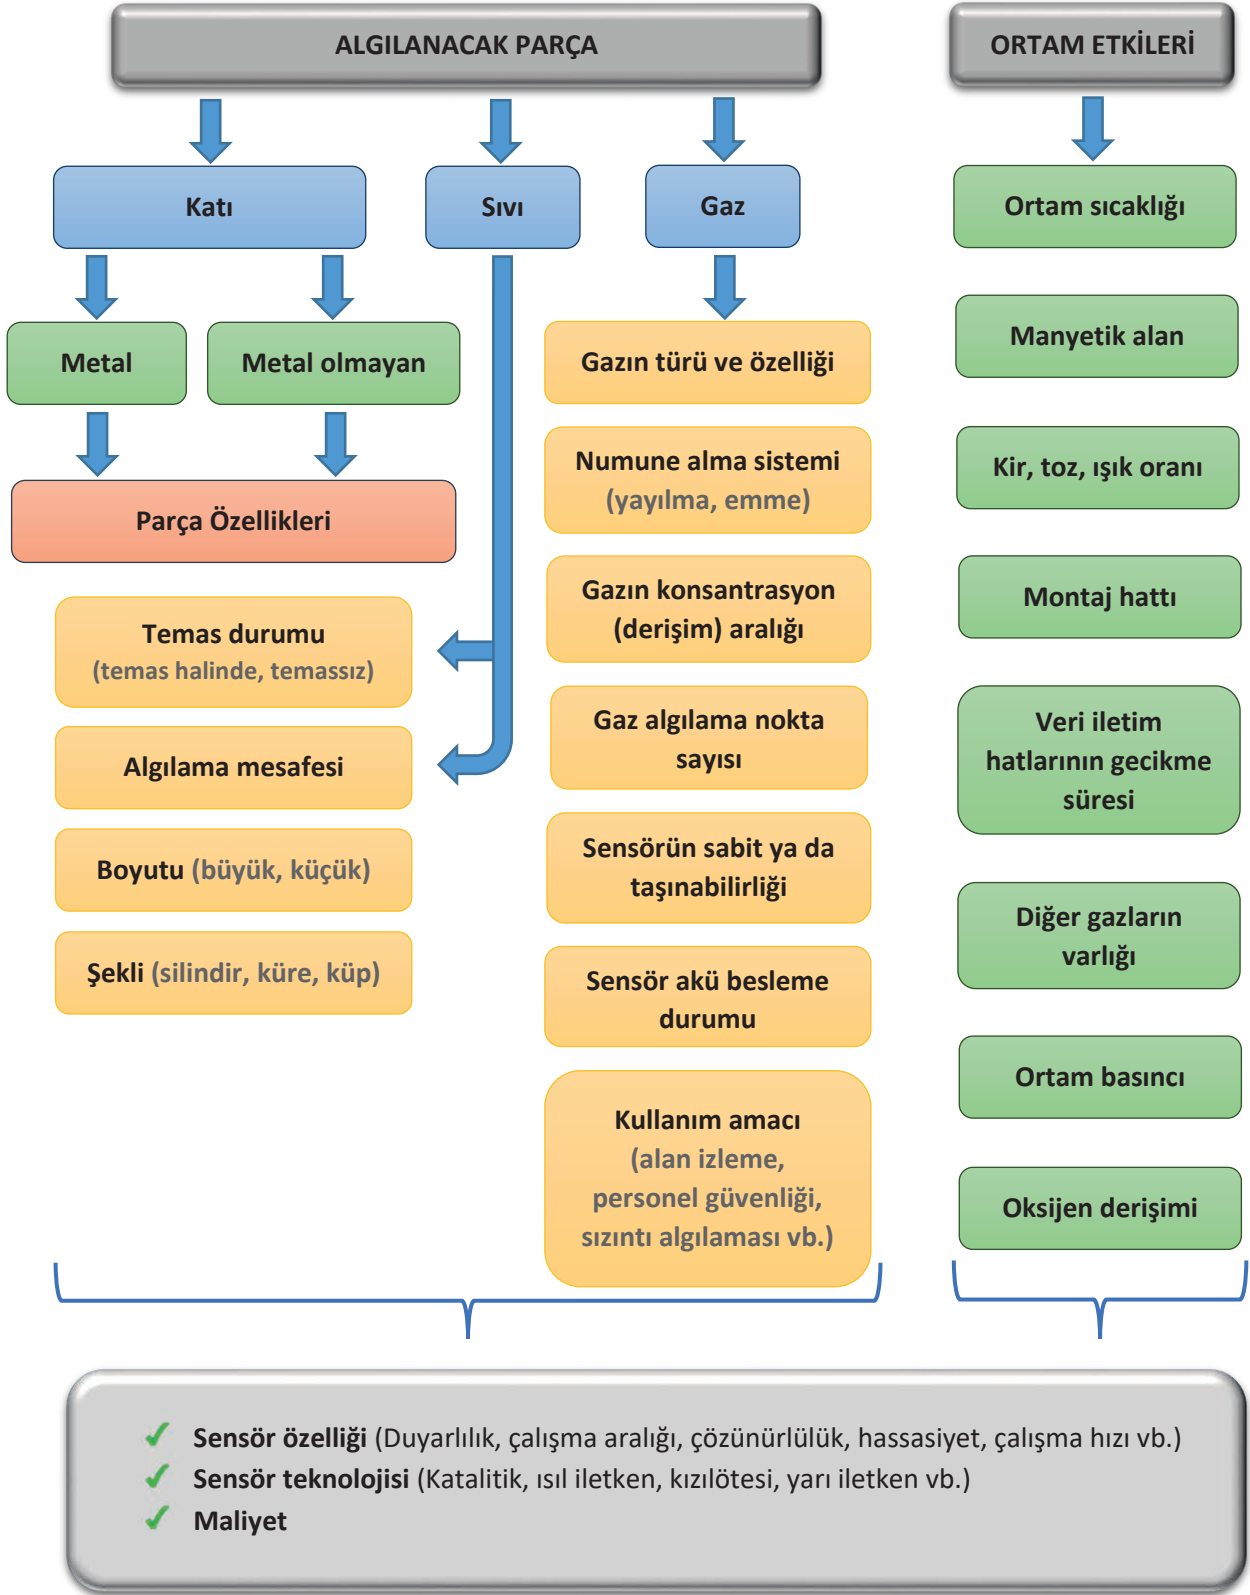 ALGILANACAK PARÇA
Katı
Sıvı
Gaz
Metal
Metal olmayan
Parça Özellikleri
Temas durumu
(temas halinde, temassız)
Algılama mesafesi
Boyutu (büyük, küçük)
Şekli (silindir, küre, küp)
Gazın türü ve özelliği
Numune alma sistemi
(yayılma, emme)
Gazın konsantrasyon
(derişim) aralığı
Gaz algılama nokta
sayısı
Sensörün sabit ya da
taşınabilirliği
Sensör akü besleme
durumu
Kullanım amacı
(alan izleme,
personel güvenliği,
sızıntı algılaması vb.)
ORTAM ETKİLERİ
Ortam sıcaklığı
Manyetik alan
Kir, toz, ışık oranı
Montaj hattı
Veri iletim
hatlarının gecikme
süresi
Diğer gazların
varlığı
Ortam basıncı
Oksijen derişimi
Sensör özelliği (Duyarlılık, çalışma aralığı, çözünürlülük, hassasiyet, çalışma hızı vb.)
Sensör teknolojisi (Katalitik, ısıl iletken, kızılötesi, yarı iletken vb.)
Maliyet